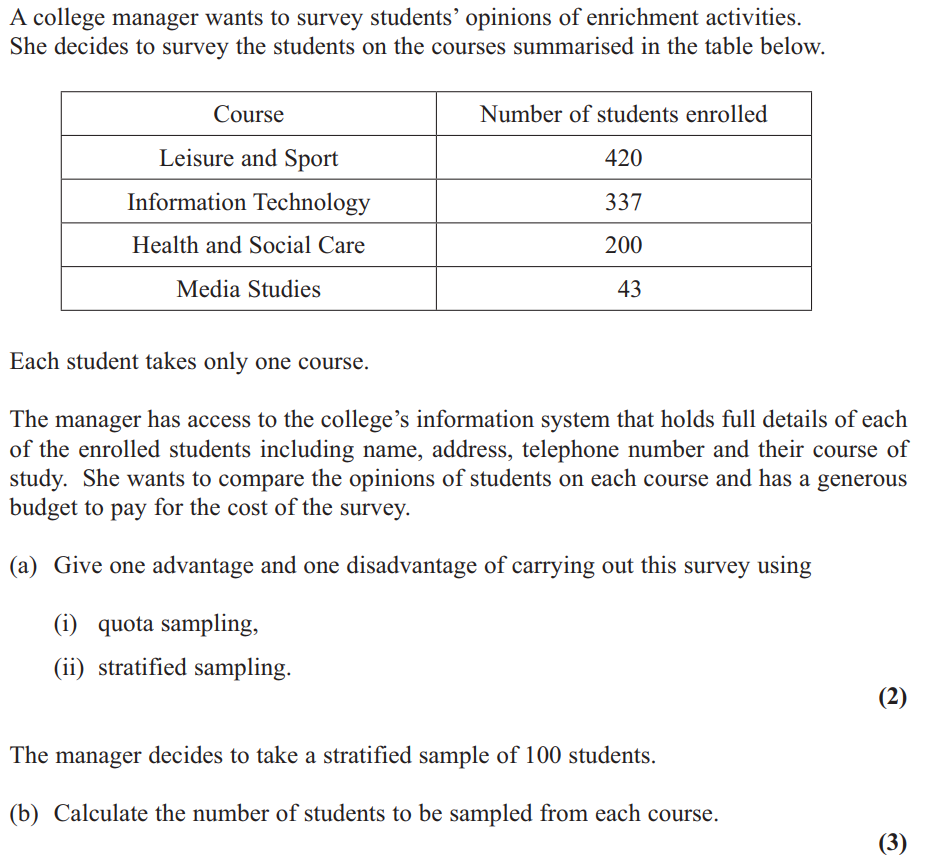 A college manager wants to survey students’ opinions of enrichment activities.
She decides to survey the students on the courses summarised in the table below.
Course Number of students enrolled
Leisure and Sport 420
Information Technology 337
Health and Social Care 200
Media Studies 43
Each student takes only one course.
The manager has access to the college’s information system that holds full details of each
of the enrolled students including name, address, telephone number and their course of
study. She wants to compare the opinions of students on each course and has a generous
budget to pay for the cost of the survey.
(a) Give one advantage and one disadvantage of carrying out this survey using
(i) quota sampling,
(ii) stratified sampling.
(2)
The manager decides to take a stratified sample of 100 students.
(b) Calculate the number of students to be sampled from each course.
(3)